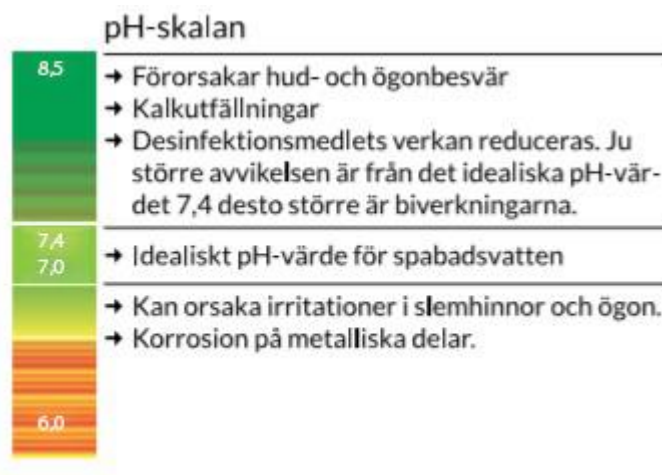 pH-skalan
8,5
→ Förorsakar hud- och ögonbesvär
→ Kalkutfällningar
→ Desinfektionsmedlets verkan reduceras. Ju
större avvikelsen är från det idealiska pH-vär-
det 7,4 desto större är biverkningarna.
7,4
7,0
→ Idealiskt pH-värde för spabadsvatten
→ Kan orsaka irritationer i slemhinnor och ögon.
→ Korrosion på metalliska delar.
6,0